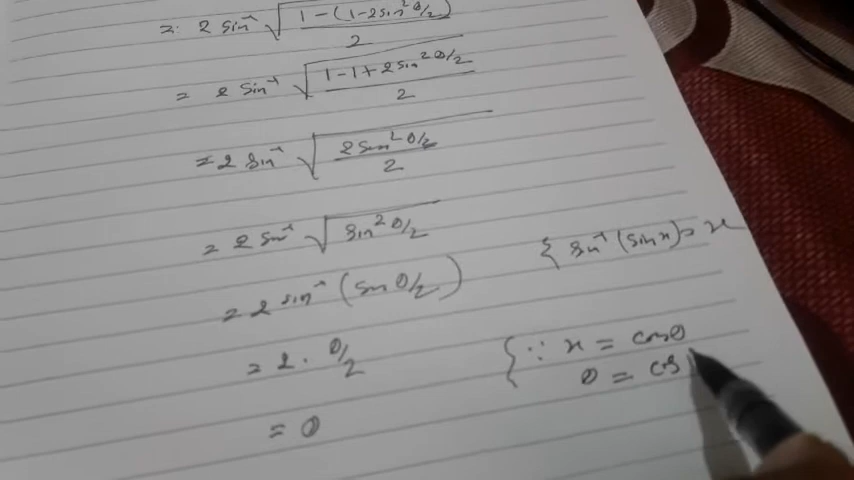 = 2 sin⁻¹ √(1-(1-2sin²θ/2)/2)
= 2 sin⁻¹ √(1-1+2sin²θ/2 / 2)
= 2 sin⁻¹ √(2sin²θ/2 / 2)
= 2 sin⁻¹ √(sin²θ/2)
{ sin⁻¹(sin x) = x
= 2 sin⁻¹ (sin θ/2)
= 2 . θ/2
{ ∵ x = cosθ
θ = cos
= θ